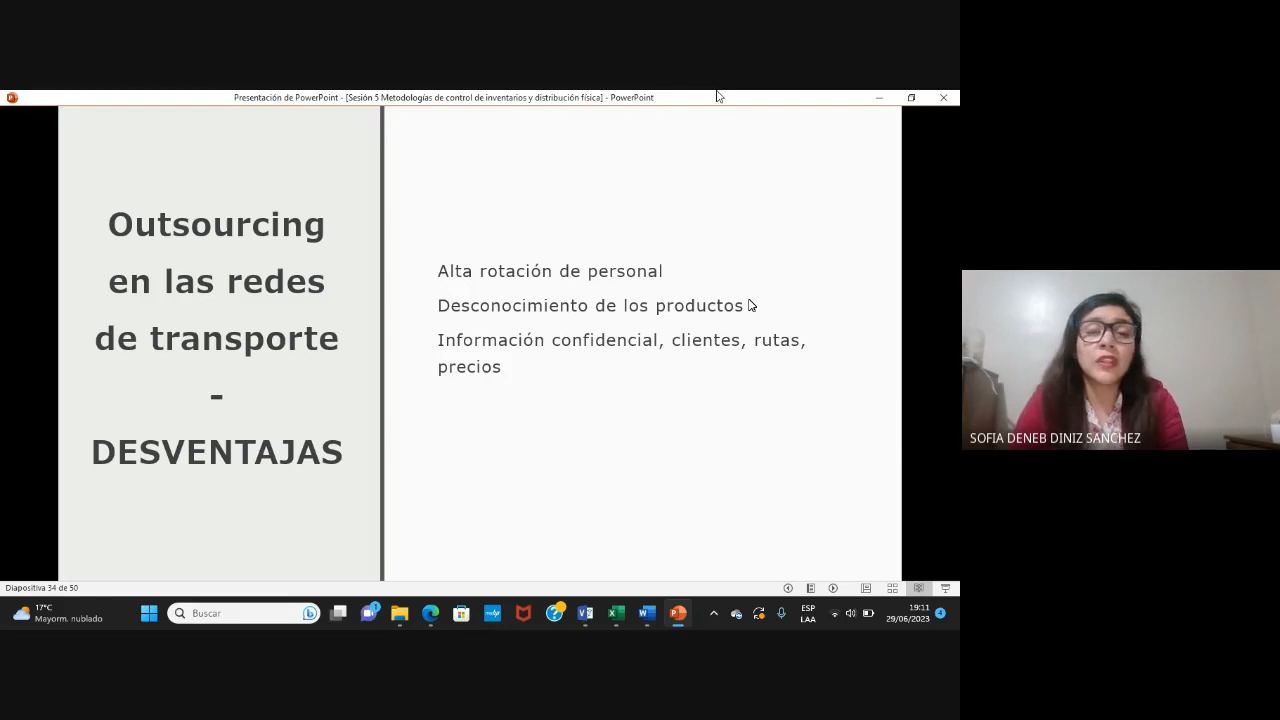 Presentación de PowerPoint - [Sesión 5 Metodologías de control de inventarios y distribución física] - PowerPoint
Outsourcing
en las redes
de transporte
-
DESVENTAJAS
Alta rotación de personal
Desconocimiento de los productos
Información confidencial, clientes, rutas,
precios
SOFIA DENEB DINIZ SANCHEZ
Diapositiva 34 de 50
17°C
Mayorm. nublado
Buscar
ESP
LAA
19:11
29/06/2023